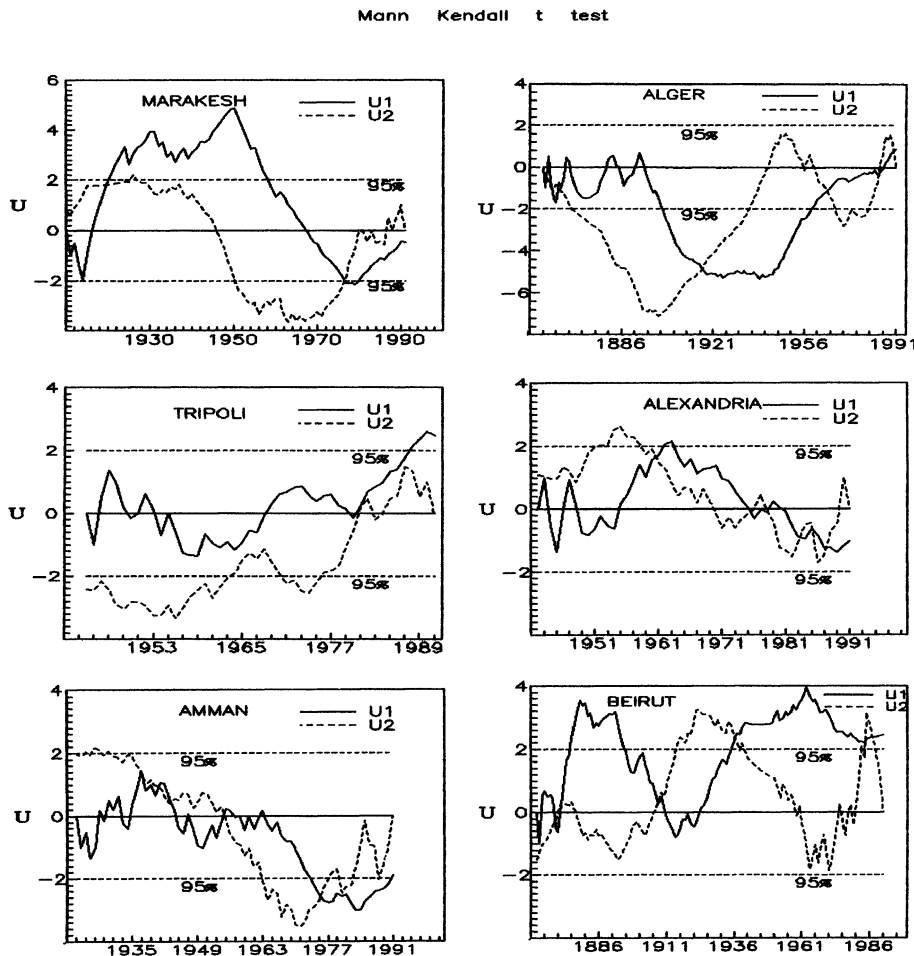 Mann Kendall t test
MARAKESH
U1
U2
6
4
2
0
−2
U
95%
95%
1930 1950 1970 1990
ALGER
U1
U2
4
2
0
−2
−4
−6
U
95%
95%
1886 1921 1956 1991
TRIPOLI
U1
U2
4
2
0
−2
U
95%
95%
1953 1965 1977 1989
ALEXANDRIA
U1
U2
4
2
0
−2
U
95%
95%
1951 1961 1971 1981 1991
AMMAN
U1
U2
4
2
0
−2
U
95%
95%
1935 1949 1963 1977 1991
BEIRUT
U1
U2
4
2
0
−2
U
95%
95%
1886 1911 1936 1961 1986